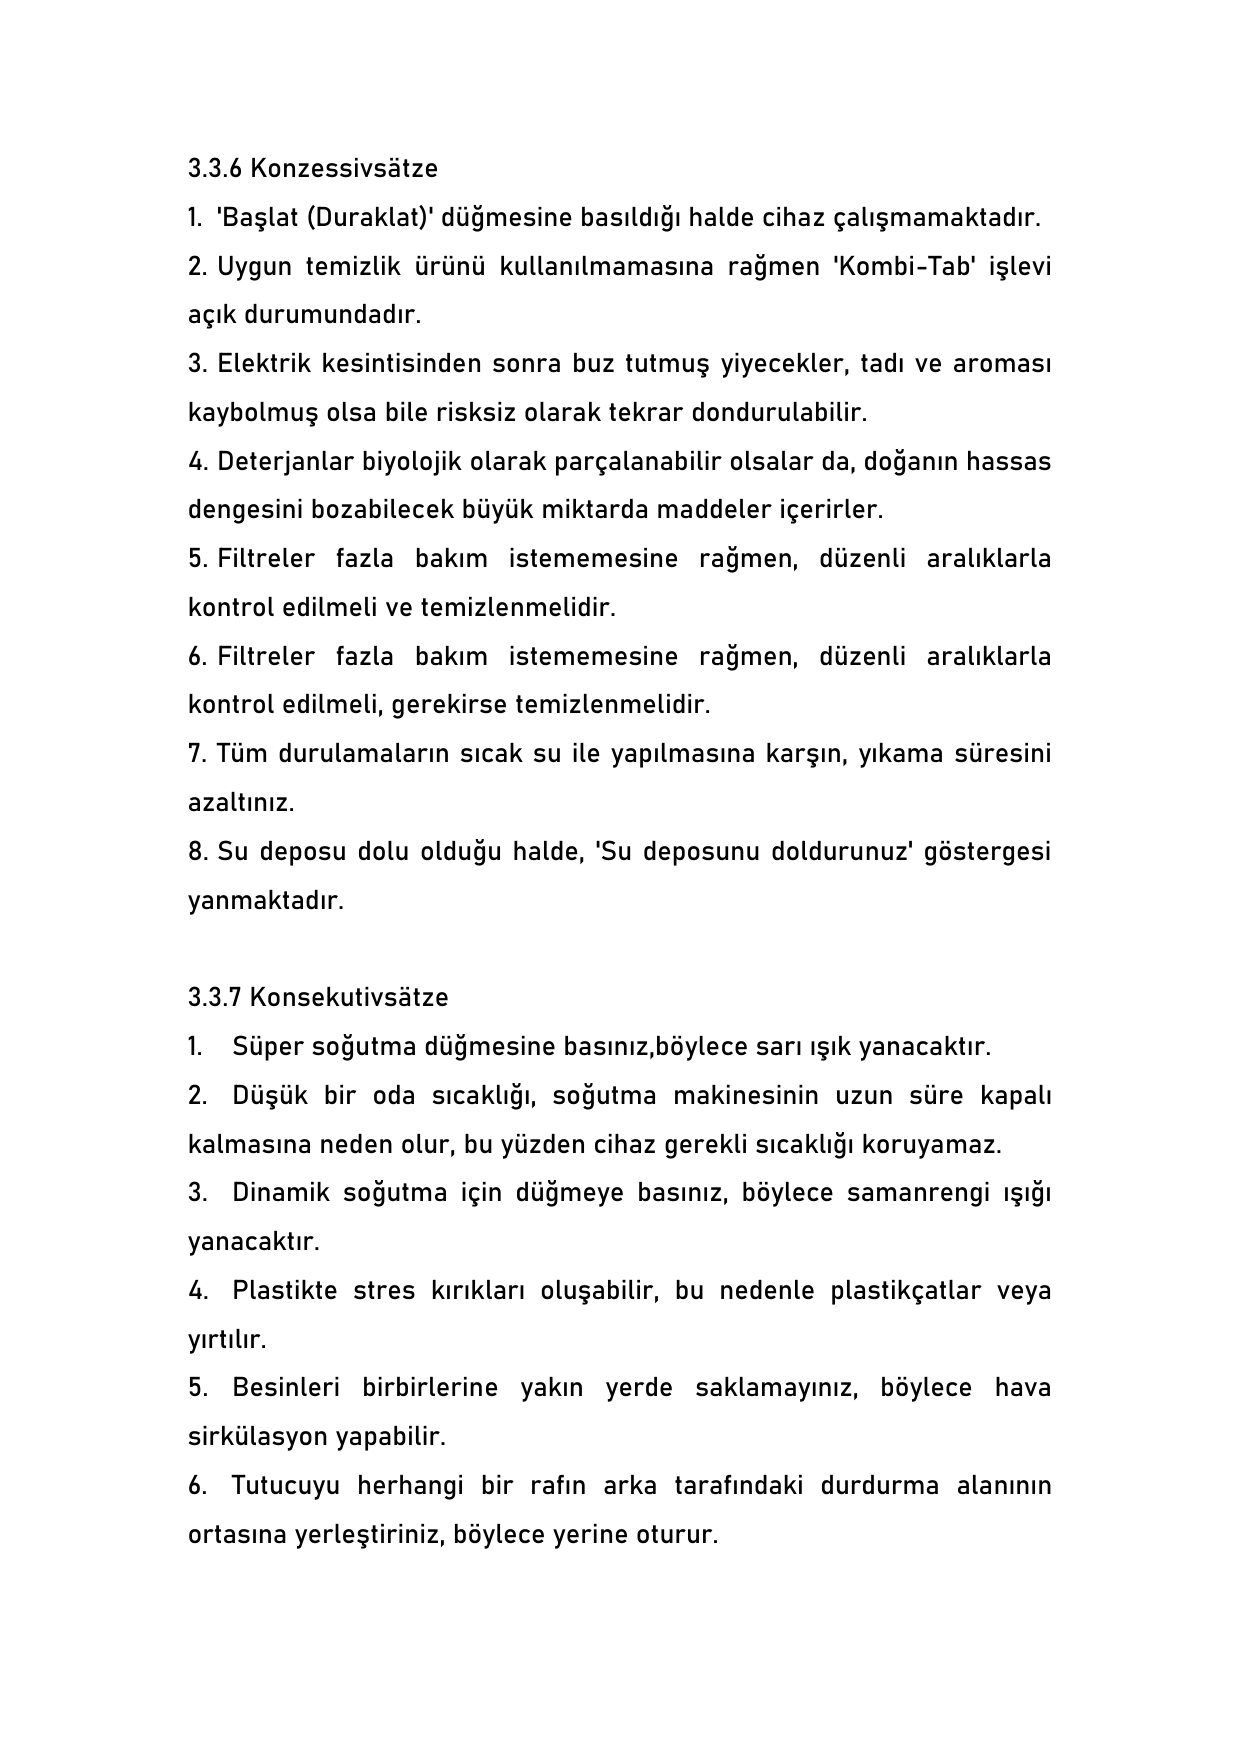 3.3.6 Konzessivsätze
1. 'Başlat (Duraklat)' düğmesine basıldığı halde cihaz çalışmamaktadır.
2. Uygun temizlik ürünü kullanılmamasına rağmen 'Kombi-Tab' işlevi
açık durumundadır.
3. Elektrik kesintisinden sonra buz tutmuş yiyecekler, tadı ve aroması
kaybolmuş olsa bile risksiz olarak tekrar dondurulabilir.
4. Deterjanlar biyolojik olarak parçalanabilir olsalar da, doğanın hassas
dengesini bozabilecek büyük miktarda maddeler içerirler.
5. Filtreler fazla bakım istememesine rağmen, düzenli aralıklarla
kontrol edilmeli ve temizlenmelidir.
6. Filtreler fazla bakım istememesine rağmen, düzenli aralıklarla
kontrol edilmeli, gerekirse temizlenmelidir.
7. Tüm durulamaların sıcak su ile yapılmasına karşın, yıkama süresini
azaltınız.
8. Su deposu dolu olduğu halde, 'Su deposunu doldurunuz' göstergesi
yanmaktadır.
3.3.7 Konsekutivsätze
1. Süper soğutma düğmesine basınız,böylece sarı ışık yanacaktır.
2. Düşük bir oda sıcaklığı, soğutma makinesinin uzun süre kapalı
kalmasına neden olur, bu yüzden cihaz gerekli sıcaklığı koruyamaz.
3. Dinamik soğutma için düğmeye basınız, böylece samanrengi ışığı
yanacaktır.
4. Plastikte stres kırıkları oluşabilir, bu nedenle plastikçatlar veya
yırtılır.
5. Besinleri birbirlerine yakın yerde saklamayınız, böylece hava
sirkülasyon yapabilir.
6. Tutucuyu herhangi bir rafın arka tarafındaki durdurma alanının
ortasına yerleştiriniz, böylece yerine oturur.